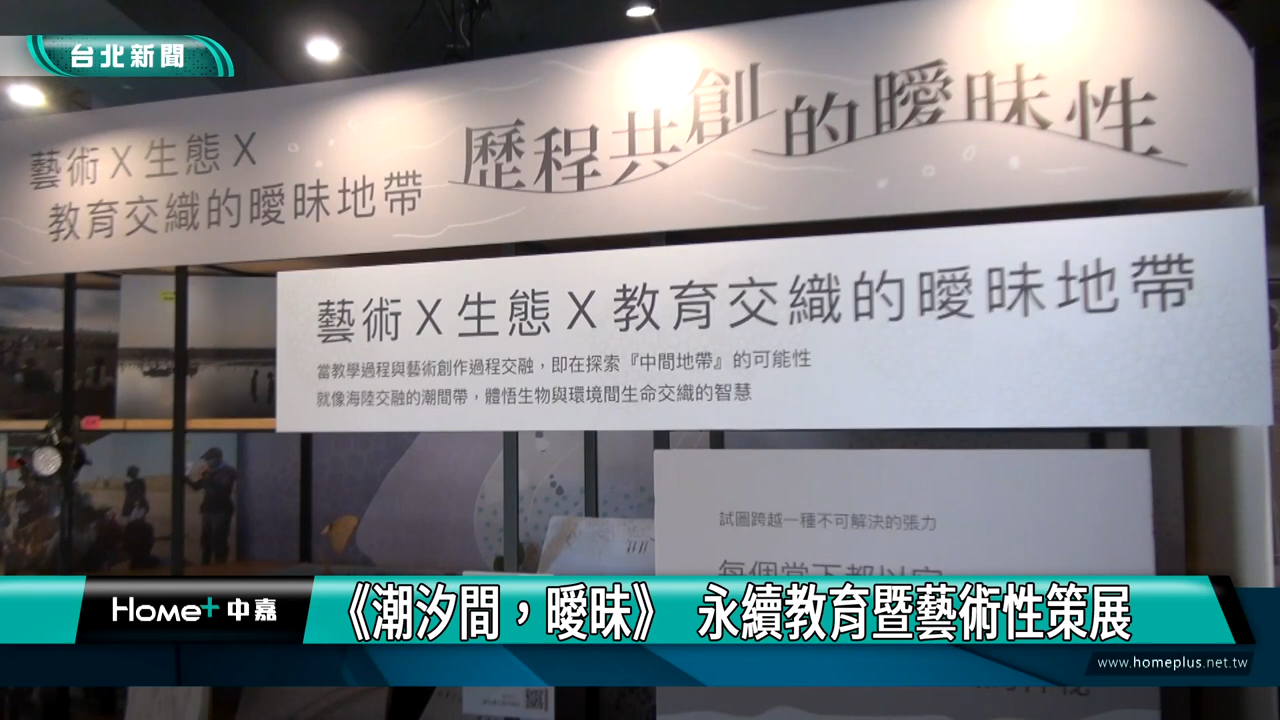 台北新聞
藝術X生態X
教育交織的曖昧地帶
歷程共創的曖昧性
藝術X生態X教育交織的曖昧地帶
當教學過程與藝術創作過程交融，即在探索『中間地帶』的可能性
就像海陸交融的潮間帶，體悟生物與環境間生命交織的智慧
試圖跨越一種不可解決的張力
Home+中嘉
《潮汐間，曖昧》 永續教育暨藝術性策展
www.homeplus.net.tw